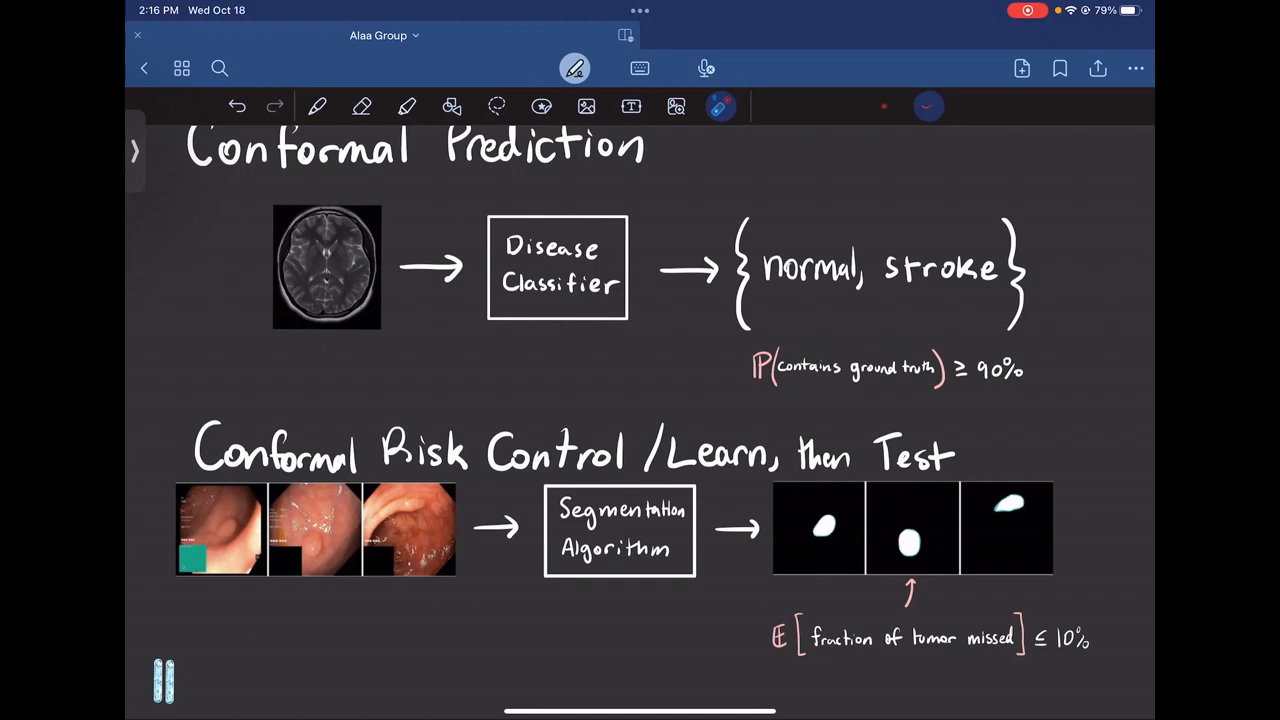 2:16 PM Wed Oct 18
79%
Alaa Group
Conformal Prediction
Disease
Classifier
{ normal, stroke }
ℙ(contains ground truth) ≥ 90%
Conformal Risk Control / Learn, then Test
Segmentation
Algorithm
𝔼[fraction of tumor missed] ≤ 10%